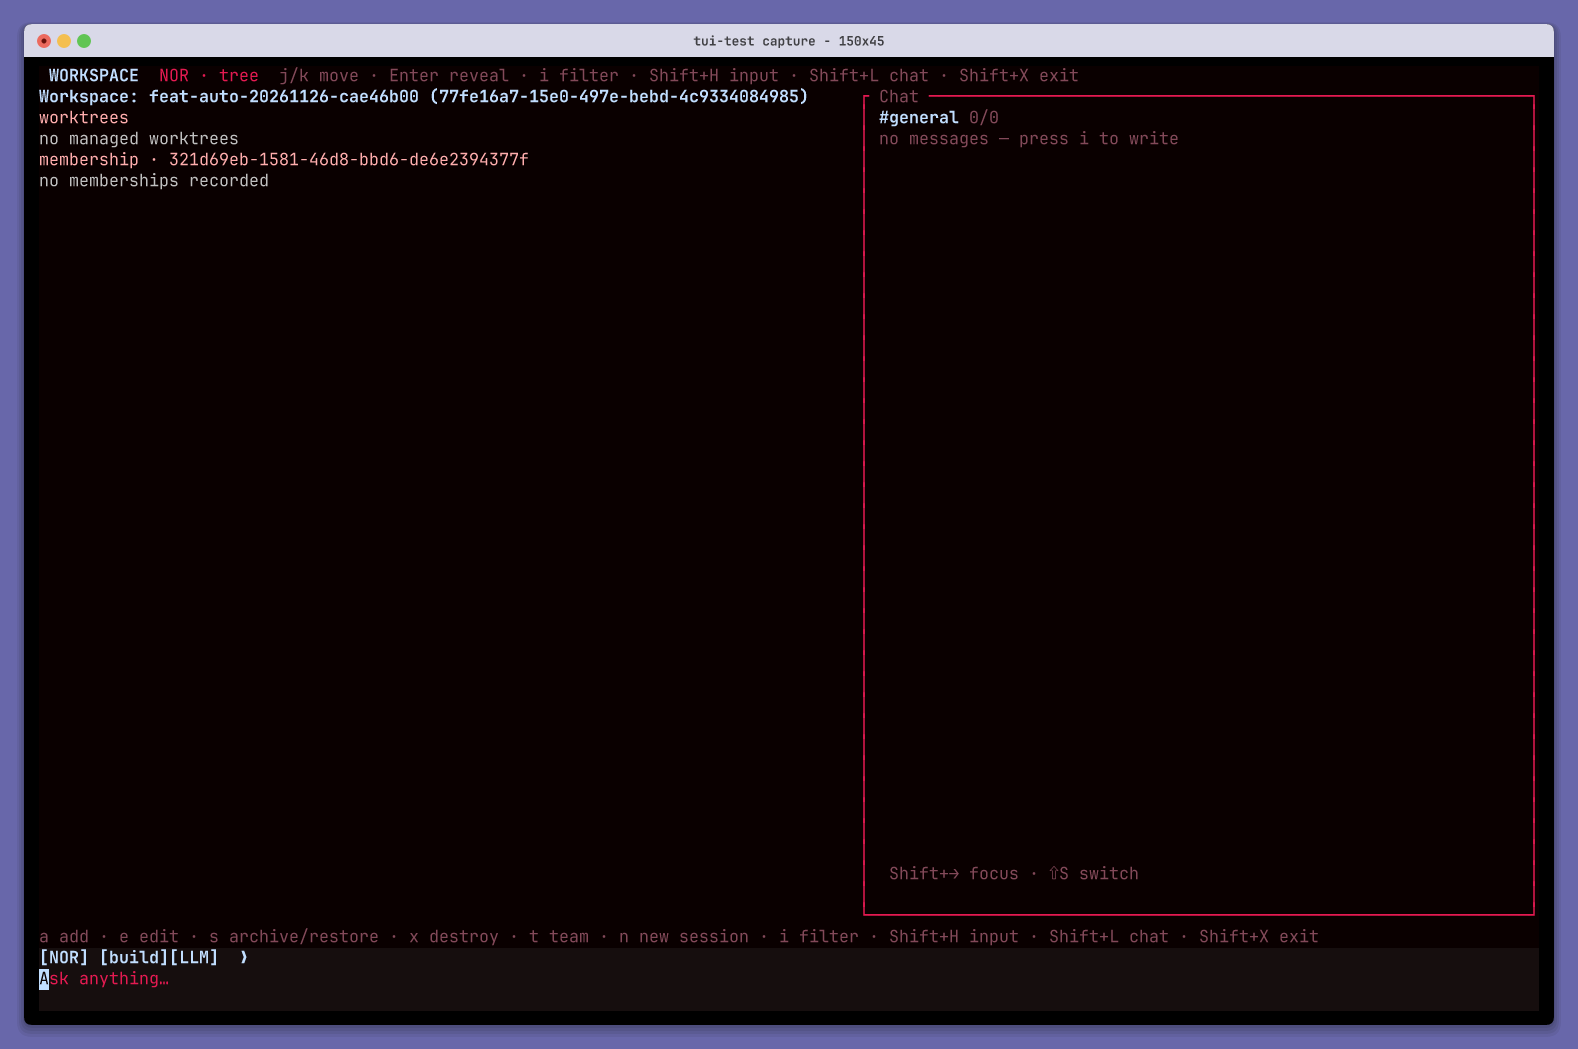 tui-test capture - 150x45
WORKSPACE  NOR · tree  j/k move · Enter reveal · i filter · Shift+H input · Shift+L chat · Shift+X exit
Workspace: feat-auto-20261126-cae46b00 (77fe16a7-15e0-497e-bebd-4c9334084985)
worktrees
no managed worktrees
membership · 321d69eb-1581-46d8-bbd6-de6e2394377f
no memberships recorded
Chat
#general 0/0
no messages — press i to write
Shift+→ focus · ⇧S switch
a add · e edit · s archive/restore · x destroy · t team · n new session · i filter · Shift+H input · Shift+L chat · Shift+X exit
[NOR] [build][LLM]  ❫
Ask anything…